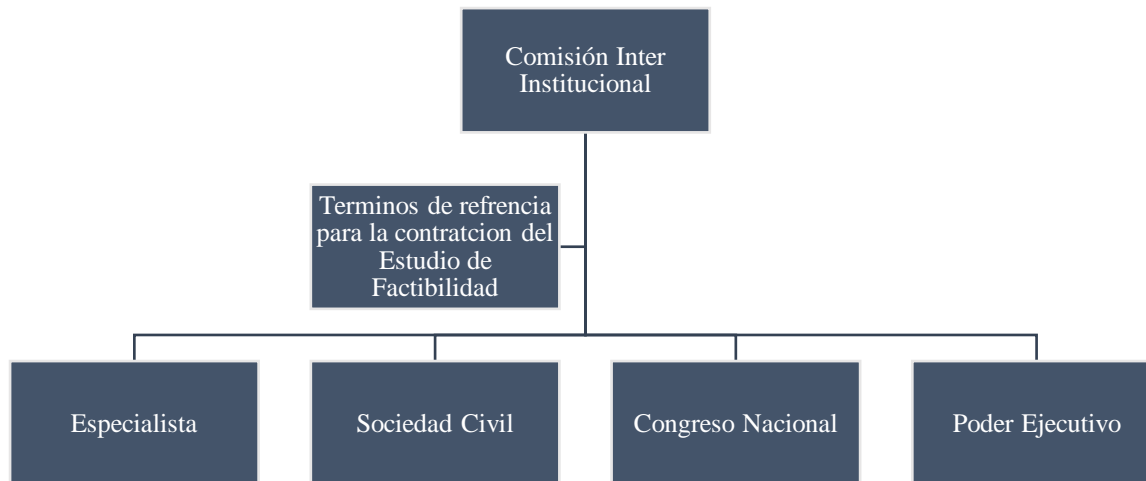 Comisión Inter
Institucional
Terminos de refrencia
para la contratcion del
Estudio de
Factibilidad
Especialista
Sociedad Civil
Congreso Nacional
Poder Ejecutivo